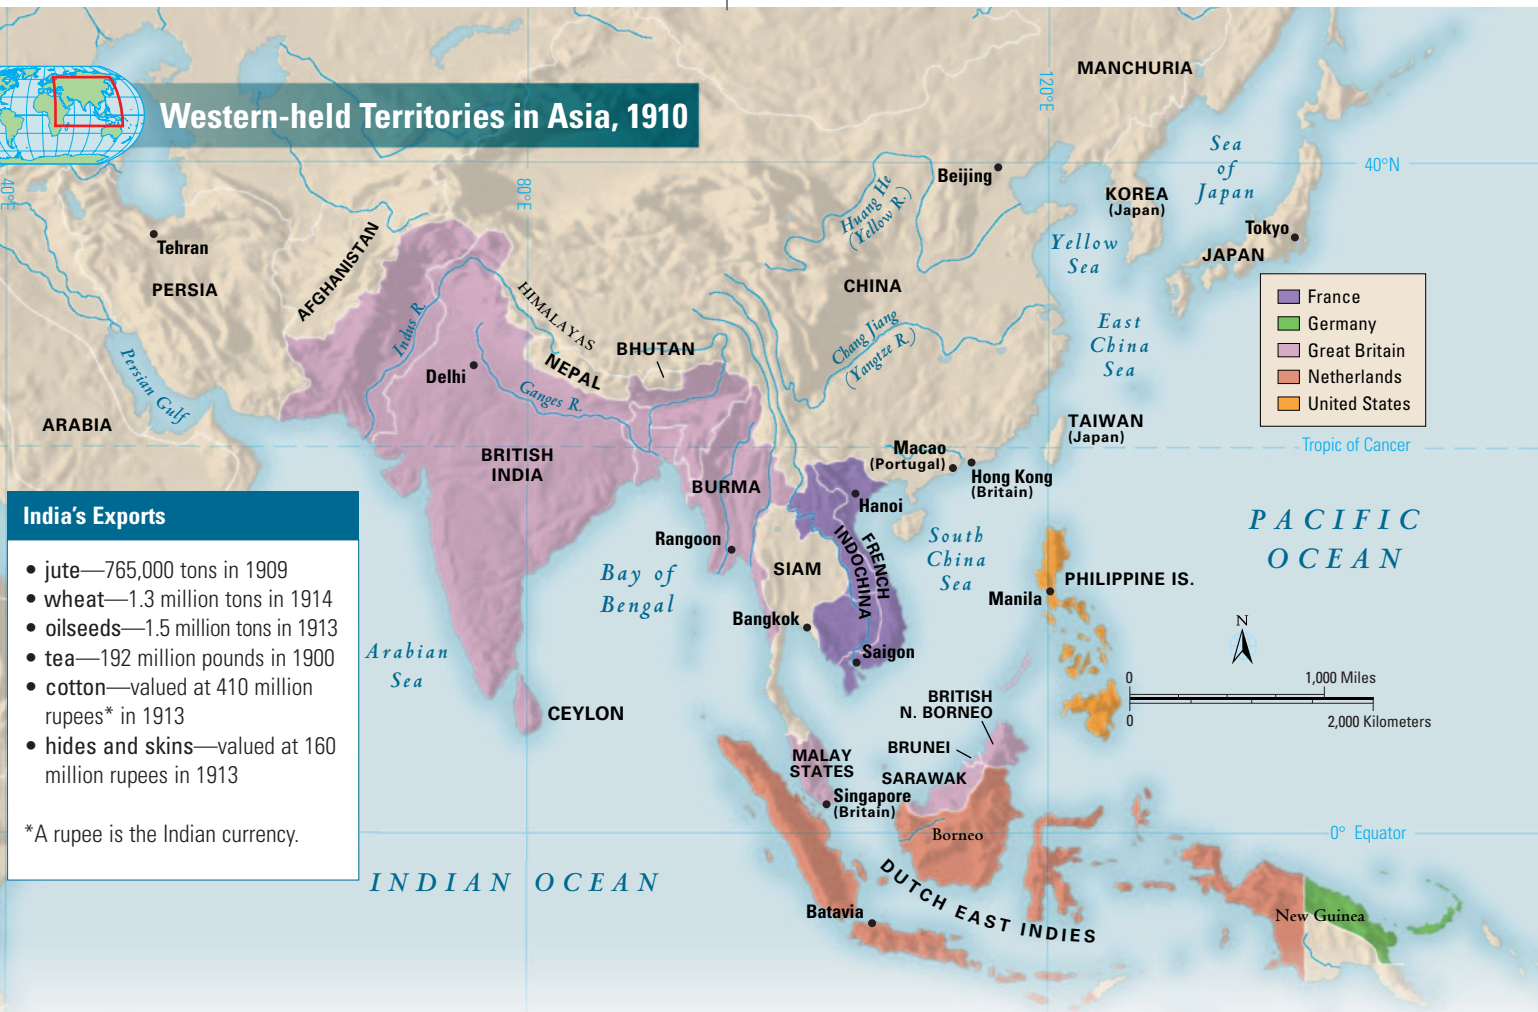 Western-held Territories in Asia, 1910
40°E
80°E
120°E
40°N
MANCHURIA
Sea
of
Japan
Beijing
Huang He
(Yellow R.)
KOREA
(Japan)
Tokyo
JAPAN
Yellow
Sea
Tehran
PERSIA
AFGHANISTAN
CHINA
HIMALAYAS
Indus R.
Persian Gulf
BHUTAN
NEPAL
Chang Jiang
(Yangtze R.)
East
China
Sea
Delhi
Ganges R.
ARABIA
TAIWAN
(Japan)
France
Germany
Great Britain
Netherlands
United States
Tropic of Cancer
BRITISH
INDIA
BURMA
Macao
(Portugal)
Hong Kong
(Britain)
Hanoi
PACIFIC
OCEAN
Rangoon
SIAM
FRENCH
INDOCHINA
South
China
Sea
PHILIPPINE IS.
Manila
Bay of
Bengal
Bangkok
Saigon
N
0
1,000 Miles
0
2,000 Kilometers
India’s Exports
• jute—765,000 tons in 1909
• wheat—1.3 million tons in 1914
• oilseeds—1.5 million tons in 1913
• tea—192 million pounds in 1900
• cotton—valued at 410 million
rupees* in 1913
• hides and skins—valued at 160
million rupees in 1913
*A rupee is the Indian currency.
Arabian
Sea
CEYLON
BRITISH
N. BORNEO
BRUNEI
SARAWAK
MALAY
STATES
Singapore
(Britain)
Borneo
0° Equator
INDIAN OCEAN
DUTCH EAST INDIES
Batavia
New Guinea